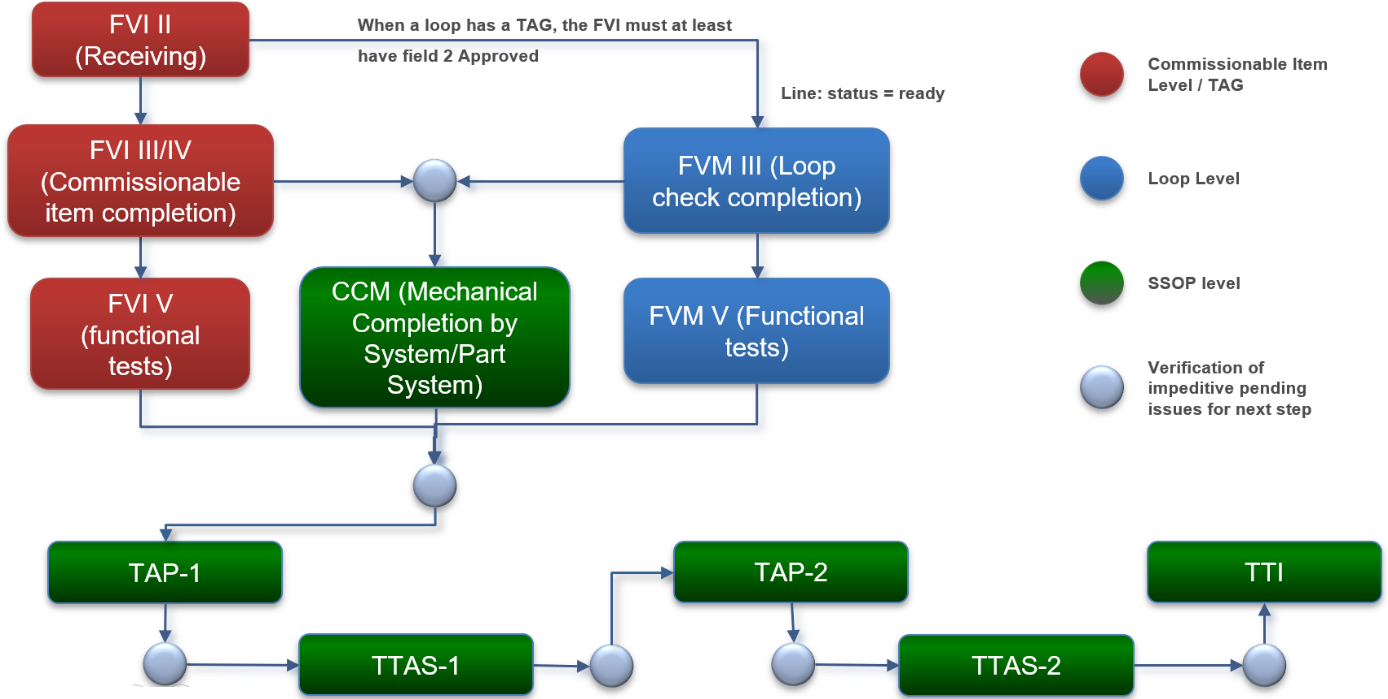 FVI II
(Receiving)
When a loop has a TAG, the FVI must at least
have field 2 Approved
Line: status = ready
Commissionable Item
Level / TAG
FVI III/IV
(Commissionable
item completion)
FVM III (Loop
check completion)
Loop Level
FVI V
(functional
tests)
CCM (Mechanical
Completion by
System/Part
System)
FVM V (Functional
tests)
SSOP level
Verification of
impeditive pending
issues for next step
TAP-1
TAP-2
TTI
TTAS-1
TTAS-2